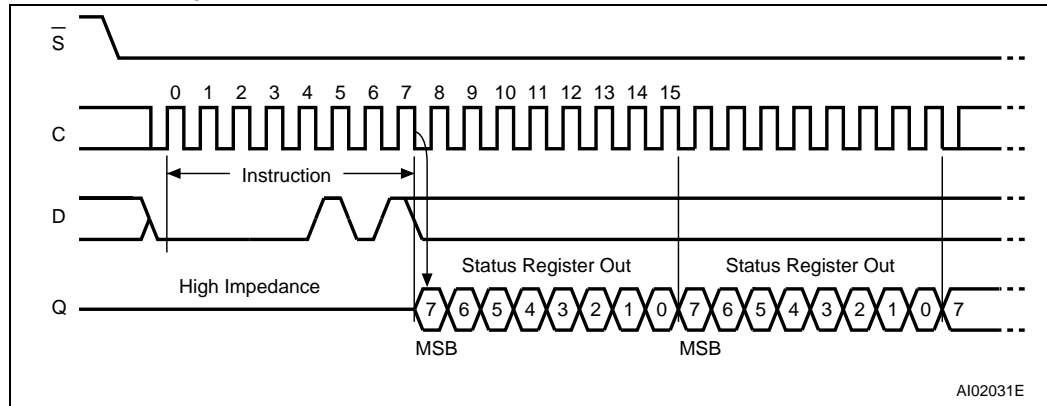 S
0 1 2 3 4 5 6 7 8 9 10 11 12 13 14 15
C
Instruction
D
Status Register Out Status Register Out
High Impedance
Q 7 6 5 4 3 2 1 0 7 6 5 4 3 2 1 0 7
MSB MSB
AI02031E